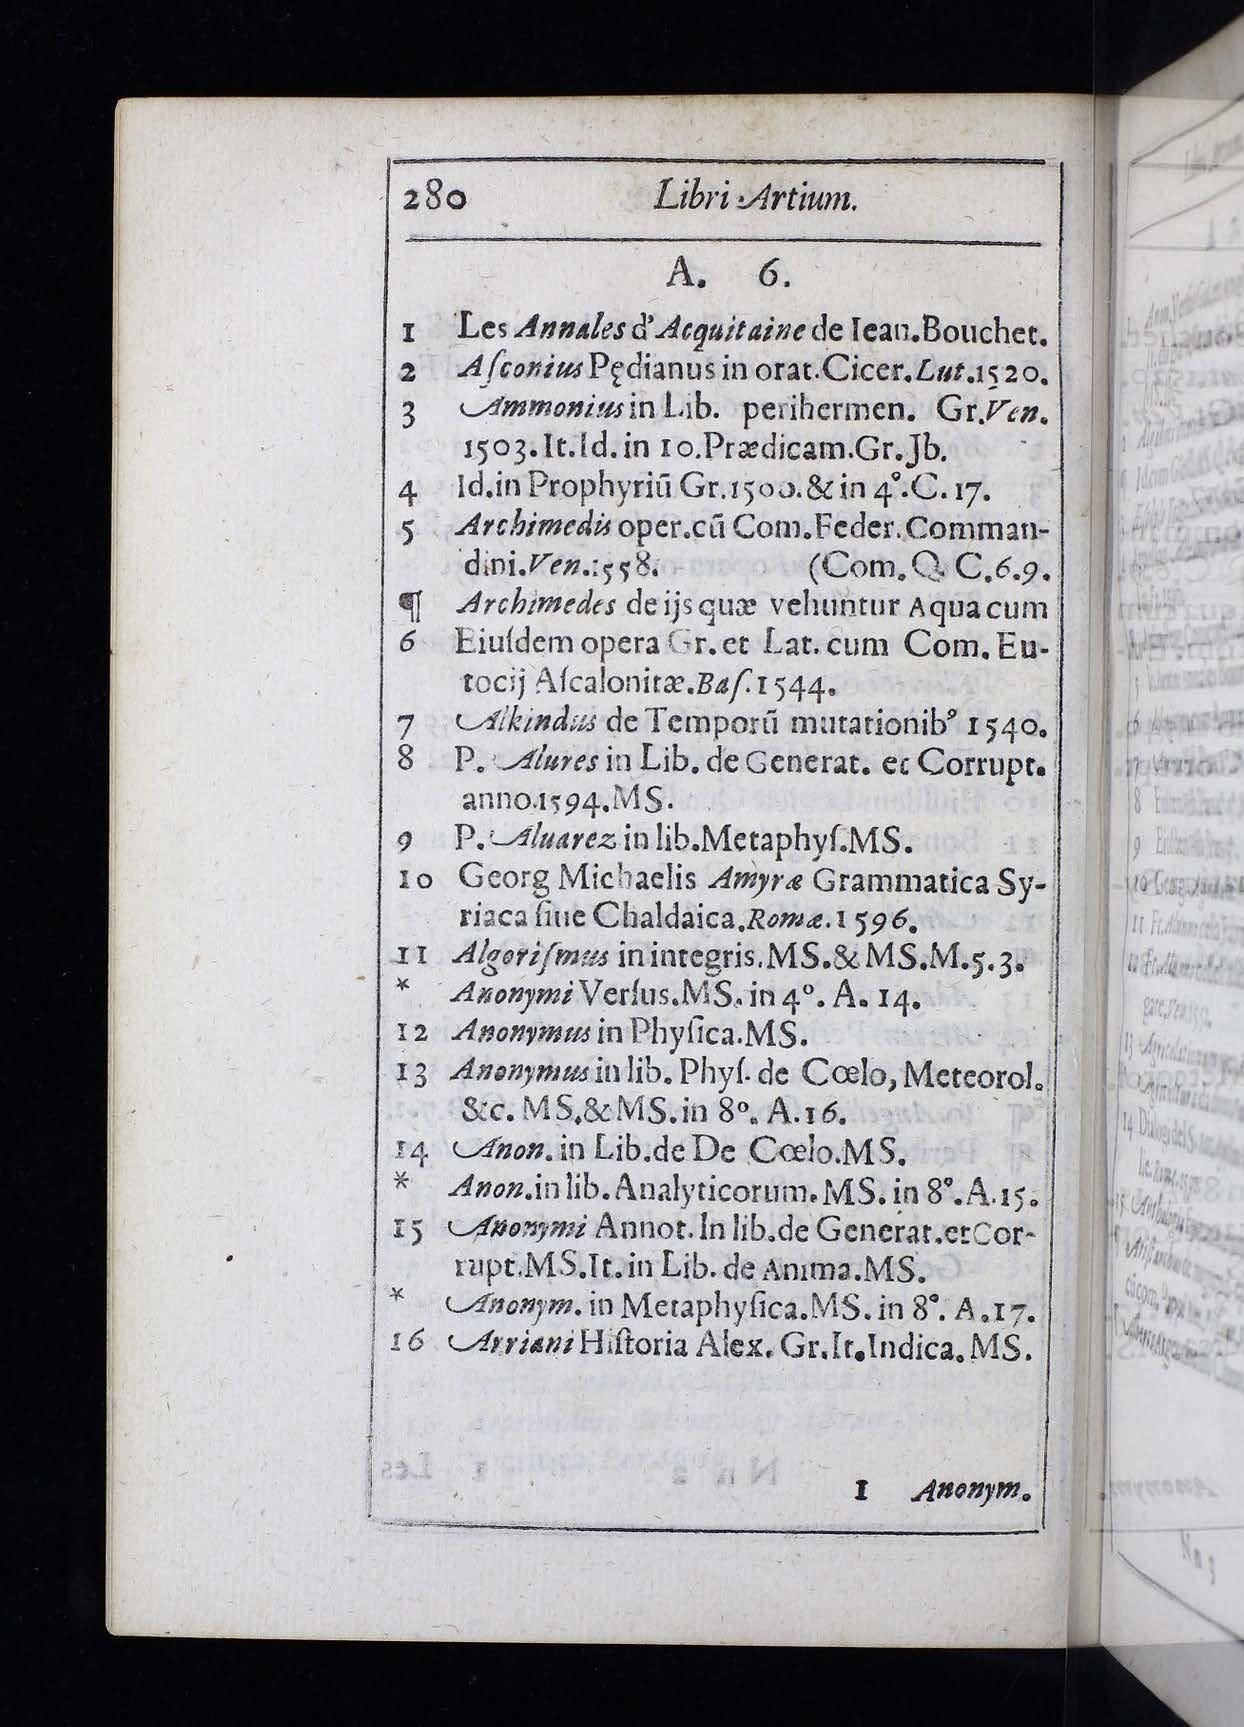 280 Libri Artium.
A. 6.
1 Les Annales d'Acquitaine de Iean.Bouchet.
2 Aſconius Pędianus in orat.Cicer.Lut.1520.
3 Ammonius in Lib. perihermen. Gr.Ven.
1503.It.Id.in 10.Prædicam.Gr.Jb.
4 Id.in Prophyriū Gr.1500.& in 4°.C.17.
5 Archimedis oper.cū Com.Feder.Comman-
dini.Ven.1558. (Com.Q.C.6.9.
¶ Archimedes de ijs quæ vehuntur Aqua cum
6 Eiuſdem opera Gr. et Lat. cum Com. Eu-
tocij Aſcalonitæ.Baſ.1544.
7 Alkindus de Temporū mutationibꝰ 1540.
8 P. Alures in Lib. de Generat. et Corrupt.
anno.1594.MS.
9 P. Aluarez in lib.Metaphyſ.MS.
10 Georg Michaelis Amyræ Grammatica Sy-
riaca ſiue Chaldaica.Romæ.1596.
11 Algoriſmus in integris.MS.& MS.M.5.3.
* Anonymi Verſus.MS. in 4°. A. 14.
12 Anonymus in Phyſica.MS.
13 Anonymus in lib. Phyſ. de Cœlo, Meteorol.
&c. MS.& MS. in 8°. A.16.
14 Anon. in Lib.de De Cœlo.MS.
* Anon.in lib. Analyticorum. MS. in 8°.A.15.
15 Anonymi Annot. In lib.de Generat.et Cor-
rupt.MS.It.in Lib. de Anima.MS.
* Anonym. in Metaphyſica.MS. in 8°. A.17.
16 Arriani Hiſtoria Alex. Gr.It.Indica. MS.
1 Anonym.